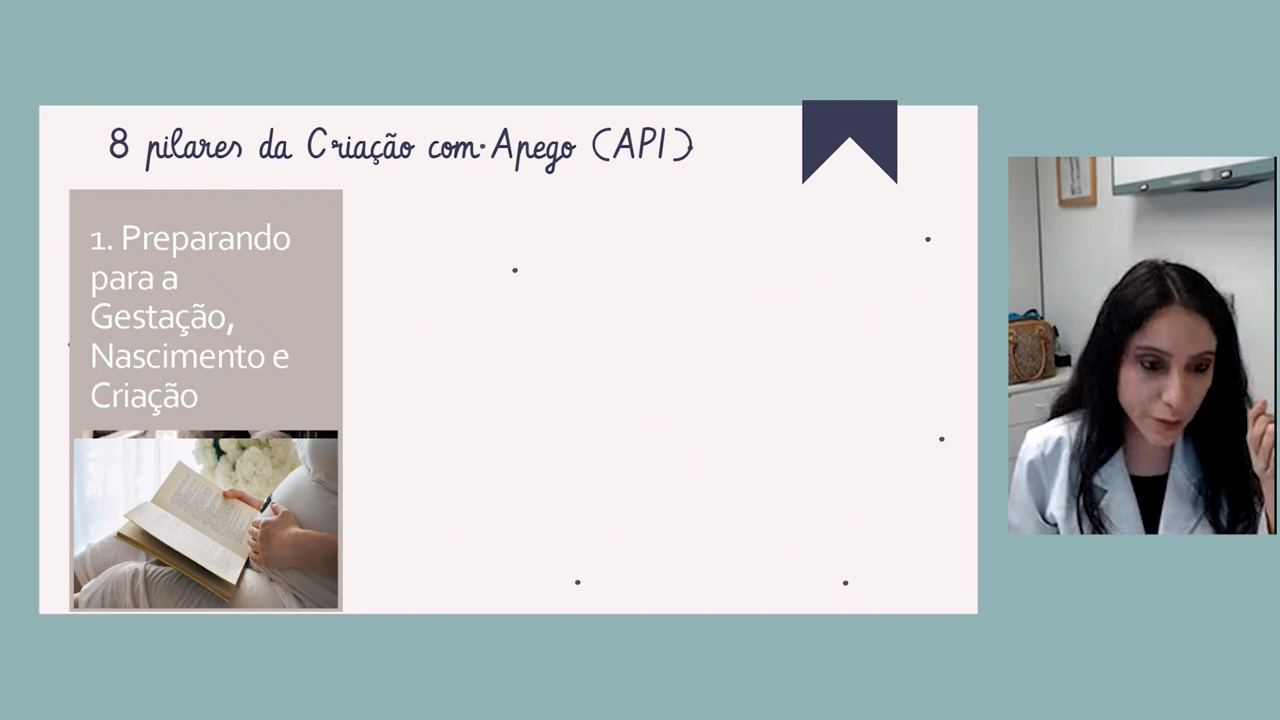 8 pilares da Criação com Apego (API)
1. Preparando
para a
Gestação,
Nascimento e
Criação